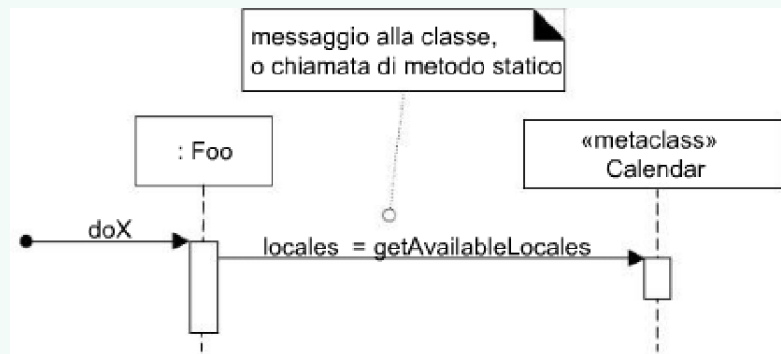 messaggio alla classe,
o chiamata di metodo statico
: Foo
«metaclass»
Calendar
doX
locales = getAvailableLocales